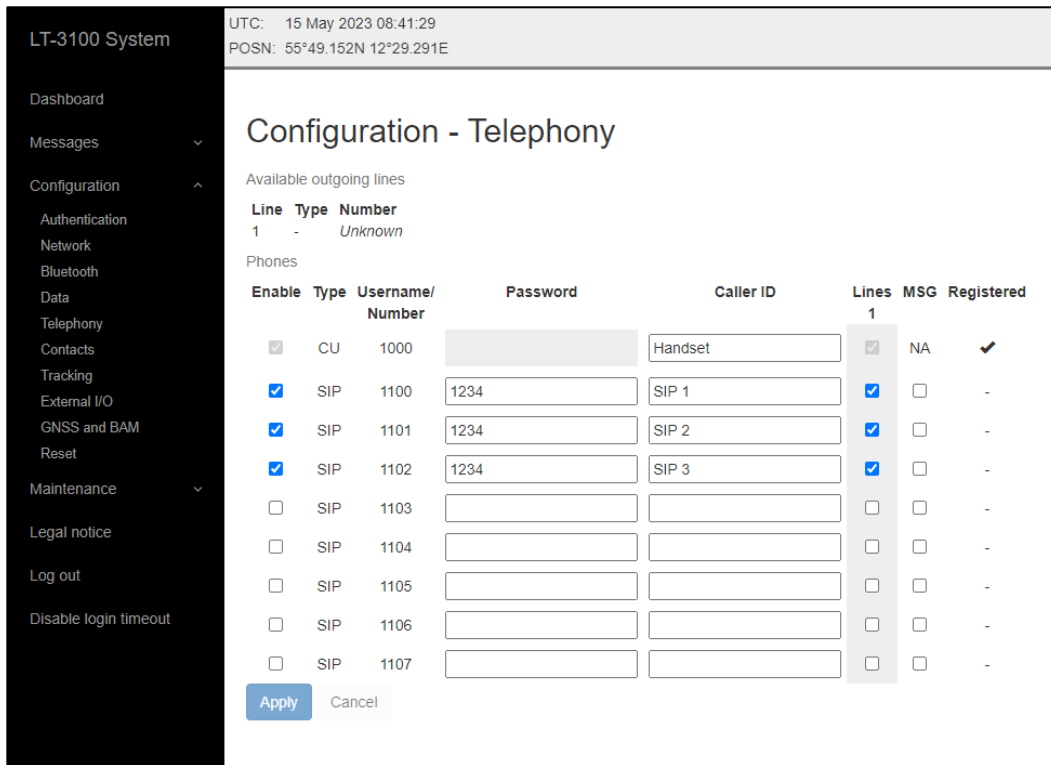 LT-3100 System
UTC: 15 May 2023 08:41:29
POSN: 55°49.152N 12°29.291E
Dashboard
Messages
Configuration
Authentication
Network
Bluetooth
Data
Telephony
Contacts
Tracking
External I/O
GNSS and BAM
Reset
Maintenance
Legal notice
Log out
Disable login timeout
Configuration - Telephony
Available outgoing lines
Line Type Number
1 - Unknown
Phones
Enable Type Username/ Password Caller ID Lines MSG Registered
Number 1
CU 1000 Handset NA
SIP 1100 1234 SIP 1 -
SIP 1101 1234 SIP 2 -
SIP 1102 1234 SIP 3 -
SIP 1103 -
SIP 1104 -
SIP 1105 -
SIP 1106 -
SIP 1107 -
Apply Cancel